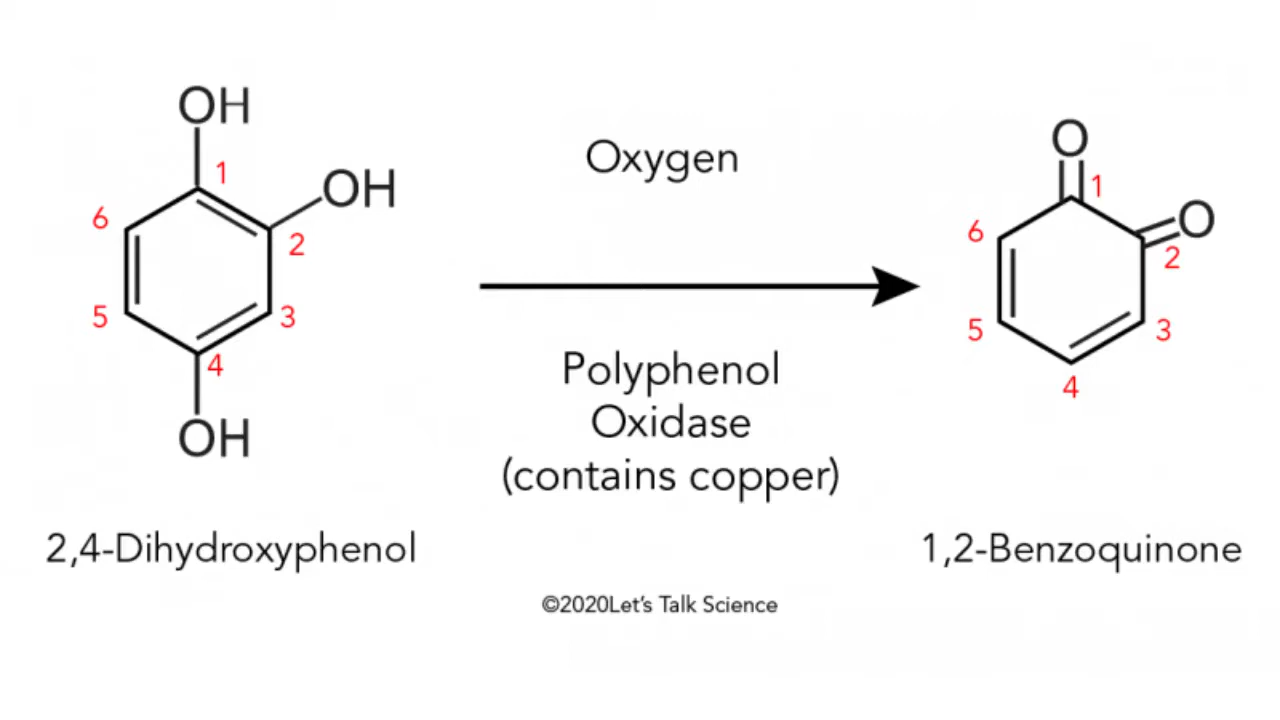 OH
1
OH
6
2
5
3
4
OH
2,4-Dihydroxyphenol
Oxygen
Polyphenol
Oxidase
(contains copper)
O
1
O
6
2
5
3
4
1,2-Benzoquinone
©2020Let's Talk Science